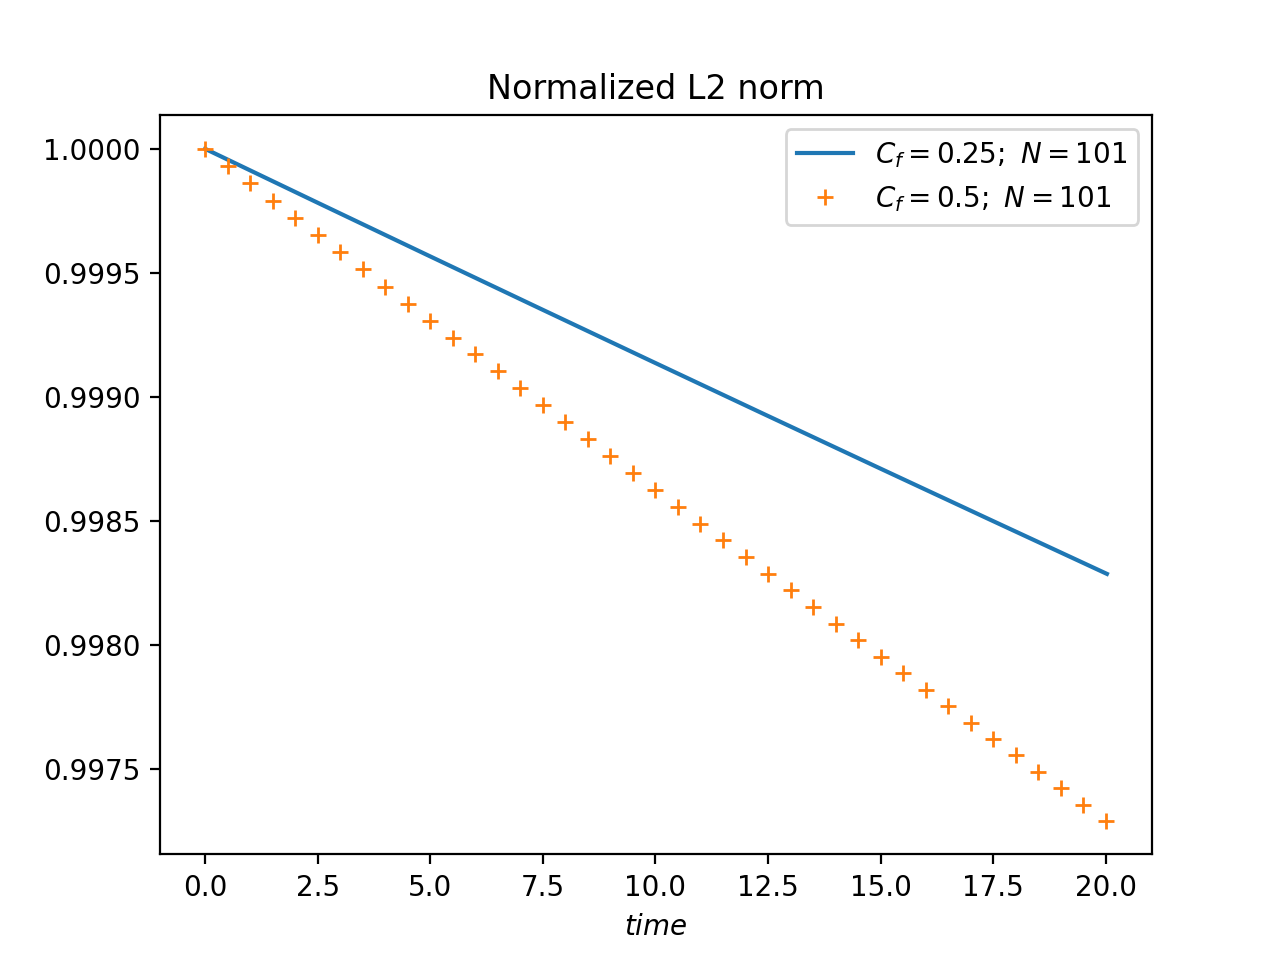 Normalized L2 norm
C_f = 0.25; N = 101
C_f = 0.5; N = 101
1.0000
0.9995
0.9990
0.9985
0.9980
0.9975
0.0 2.5 5.0 7.5 10.0 12.5 15.0 17.5 20.0
time